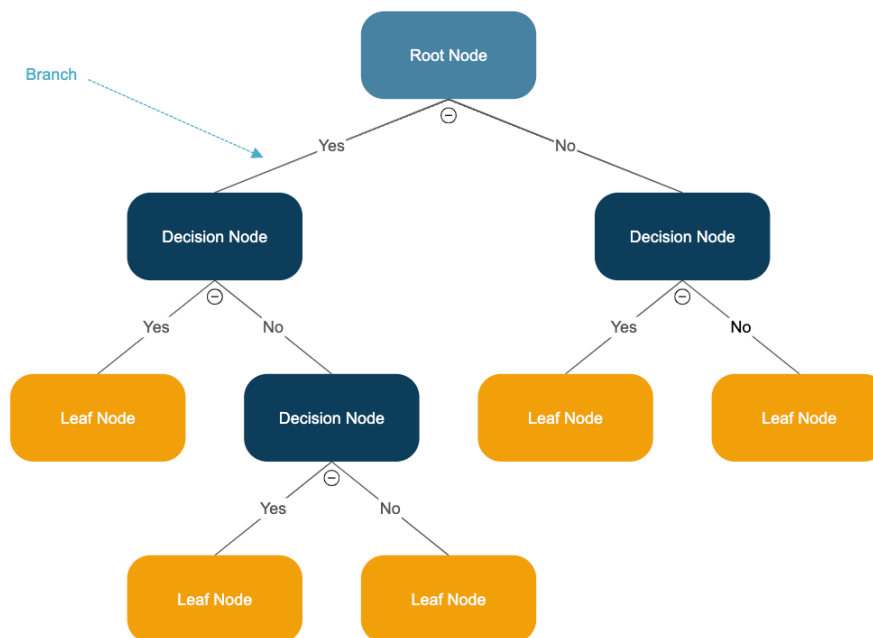 Root Node
Branch
Yes
No
Decision Node
Decision Node
Yes
No
Yes
No
Leaf Node
Decision Node
Leaf Node
Leaf Node
Yes
No
Leaf Node
Leaf Node